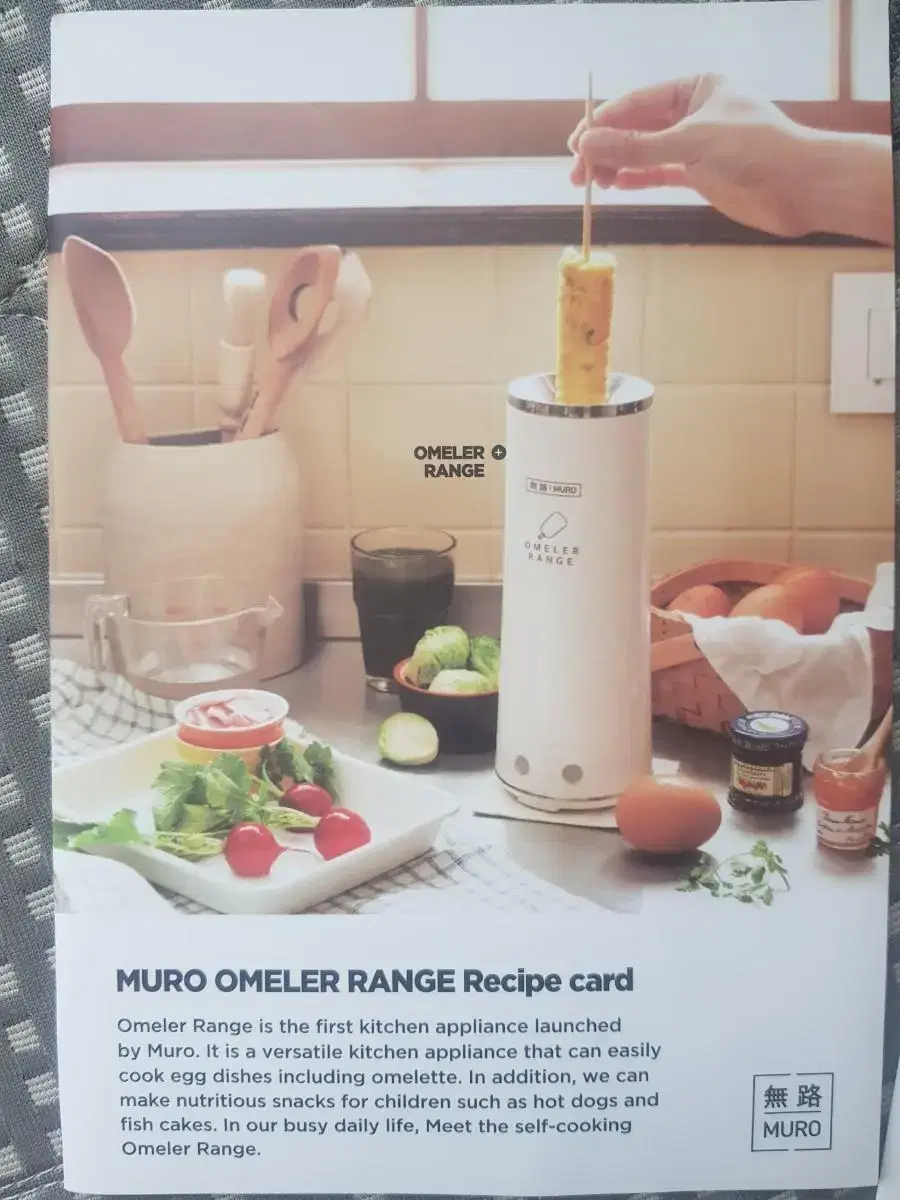 OMELER
RANGE
無路 MURO
OMELER
RANGE
MURO OMELER RANGE Recipe card
Omeler Range is the first kitchen appliance launched
by Muro. It is a versatile kitchen appliance that can easily
cook egg dishes including omelette. In addition, we can
make nutritious snacks for children such as hot dogs and
fish cakes. In our busy daily life, Meet the self-cooking
Omeler Range.
無路
MURO